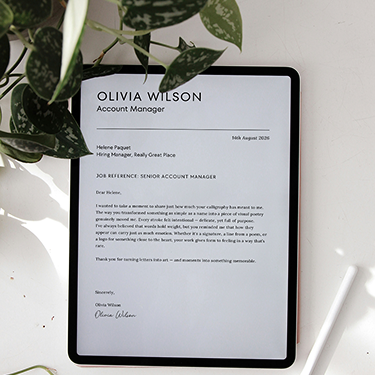 OLIVIA WILSON
Account Manager
14th August 2026
Helene Paquet
Hiring Manager, Really Great Place
JOB REFERENCE: SENIOR ACCOUNT MANAGER
Dear Helene,
I wanted to take a moment to share just how much your calligraphy has meant to me.
The way you transformed something as simple as a name into a piece of visual poetry
genuinely moved me. Every stroke felt intentional — delicate, yet full of purpose.
I've always believed that words hold weight, but you reminded me that how they
appear can carry just as much emotion. Whether it's a signature, a line from a poem, or
a logo for something close to the heart, your work gives form to feeling in a way that's
rare.
Thank you for turning letters into art — and moments into something memorable.
Sincerely,
Olivia Wilson
Olivia Wilson